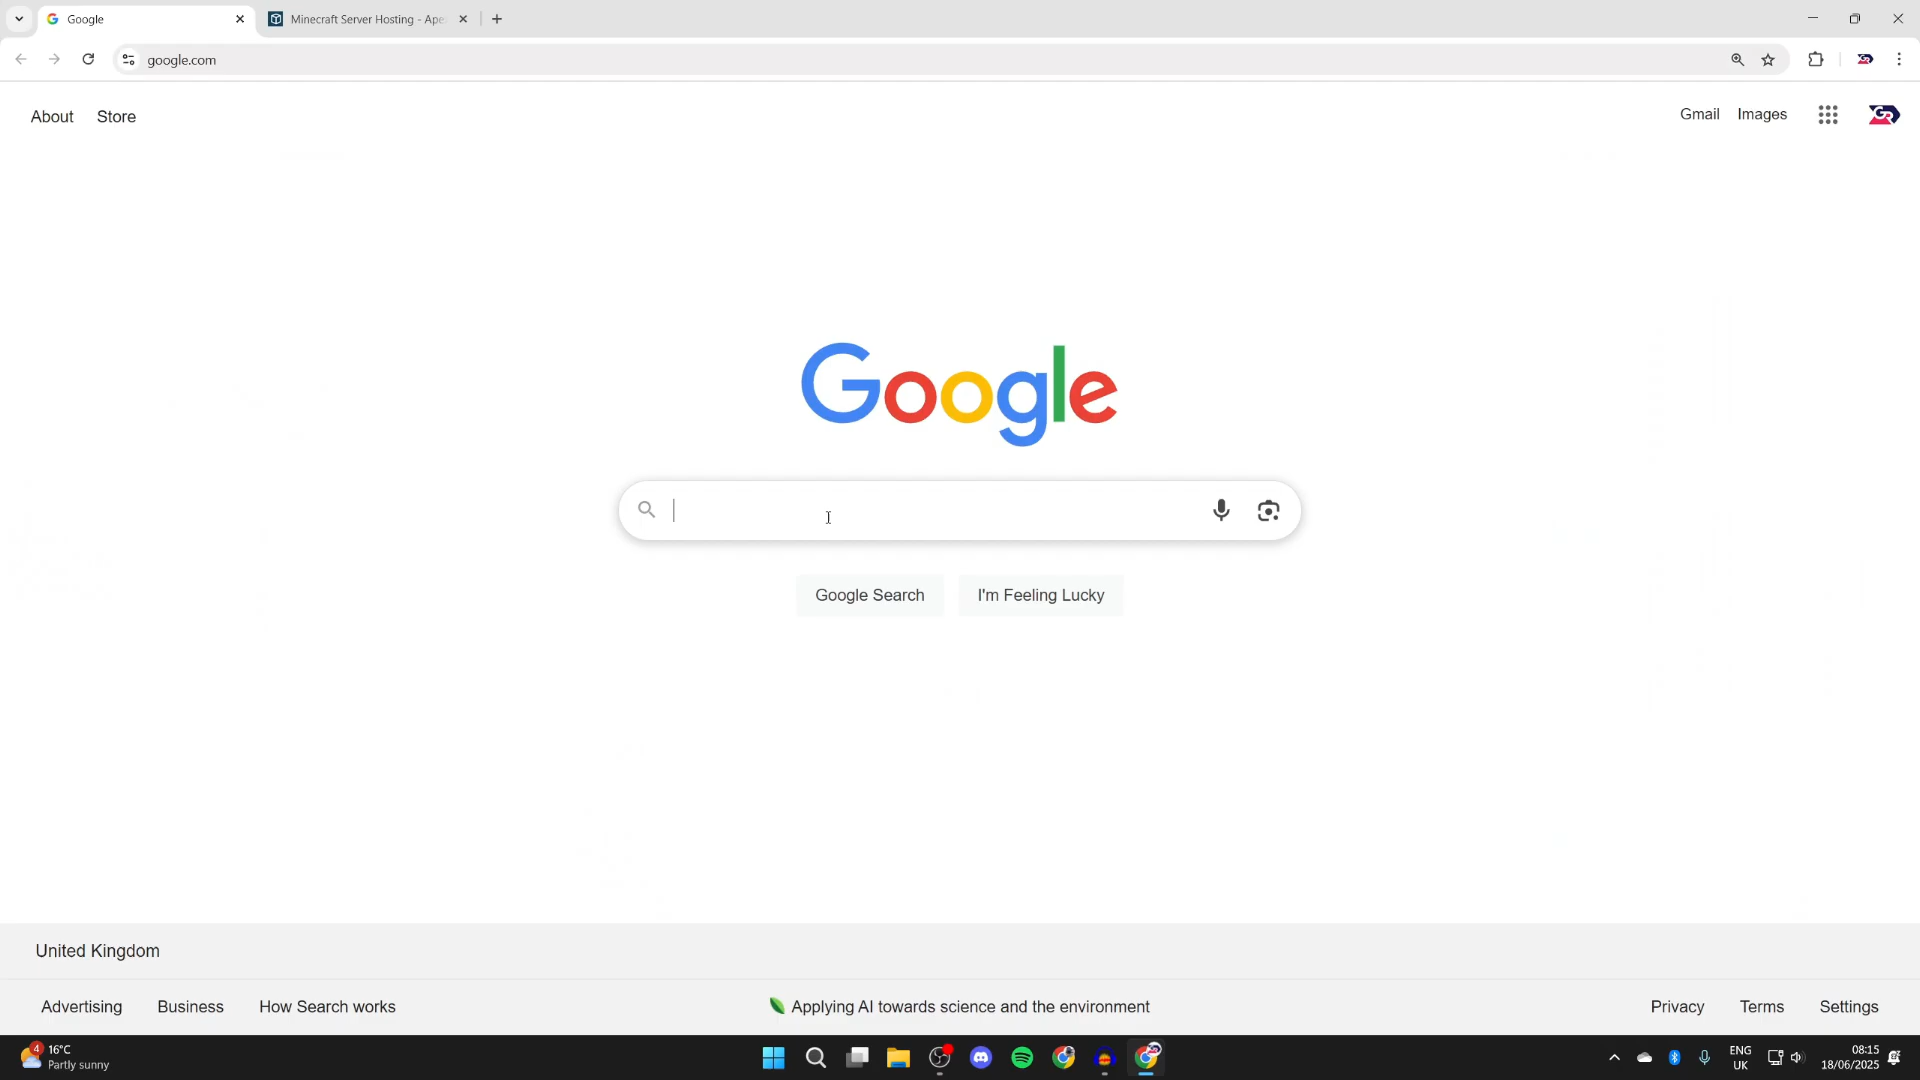 Google
Minecraft Server Hosting - Ape
google.com
About Store
Gmail Images
Google
Google Search I'm Feeling Lucky
United Kingdom
Advertising Business How Search works
Applying AI towards science and the environment
Privacy Terms Settings
4
16°C
Partly sunny
ENG
UK
08:15
18/06/2025